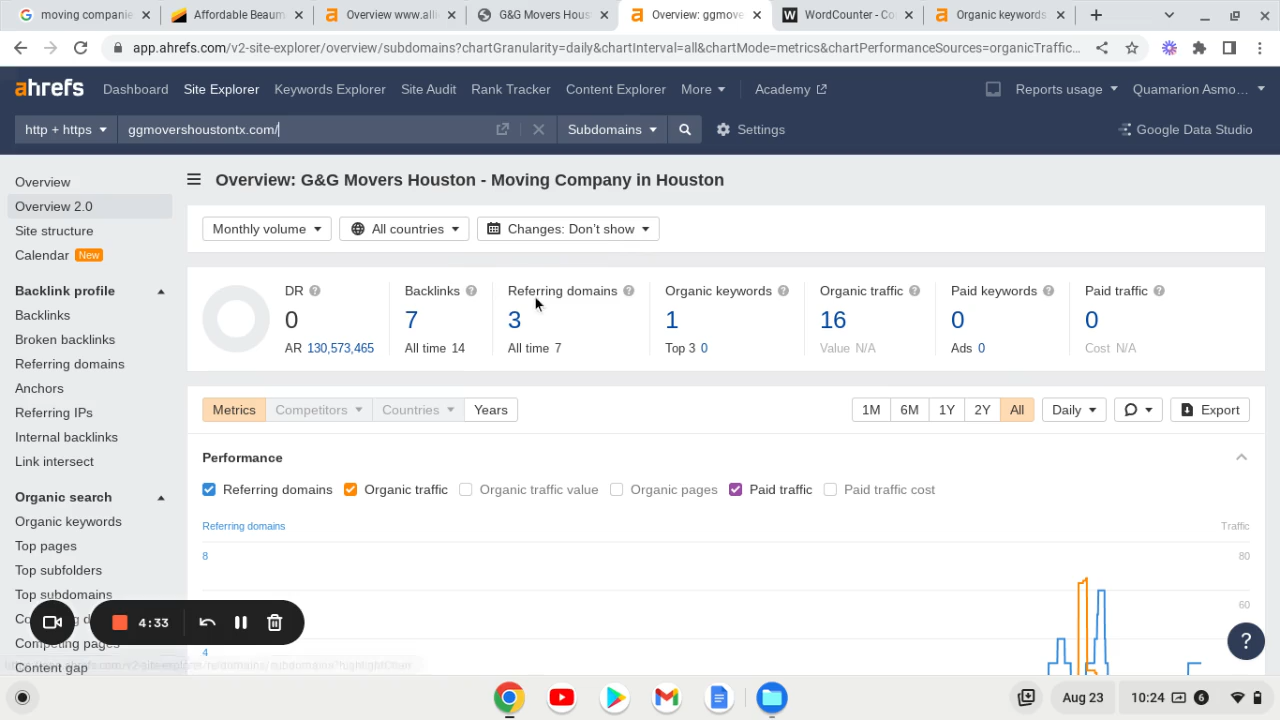 moving companie
Affordable Beaum
Overview www.alli
G&G Movers Hous
Overview: ggmove
WordCounter - Co
Organic keywords
app.ahrefs.com/v2-site-explorer/overview/subdomains?chartGranularity=daily&chartInterval=all&chartMode=metrics&chartPerformanceSources=organicTraffic...
ahrefs Dashboard Site Explorer Keywords Explorer Site Audit Rank Tracker Content Explorer More Academy Reports usage Quamarion Asmo...
http + https ggmovershoustontx.com/ Subdomains Settings Google Data Studio
Overview
Overview 2.0
Site structure
Calendar New
Backlink profile
Backlinks
Broken backlinks
Referring domains
Anchors
Referring IPs
Internal backlinks
Link intersect
Organic search
Organic keywords
Top pages
Top subfolders
Top subdomains
Competing pages
Content gap
Overview: G&G Movers Houston - Moving Company in Houston
Monthly volume All countries Changes: Don't show
DR Backlinks Referring domains Organic keywords Organic traffic Paid keywords Paid traffic
0 7 3 1 16 0 0
AR 130,573,465 All time 14 All time 7 Top 3 0 Value N/A Ads 0 Cost N/A
Metrics Competitors Countries Years 1M 6M 1Y 2Y All Daily Export
Performance
Referring domains Organic traffic Organic traffic value Organic pages Paid traffic Paid traffic cost
Referring domains Traffic
8 80
60
4
4:33
?
Aug 23 10:24 6